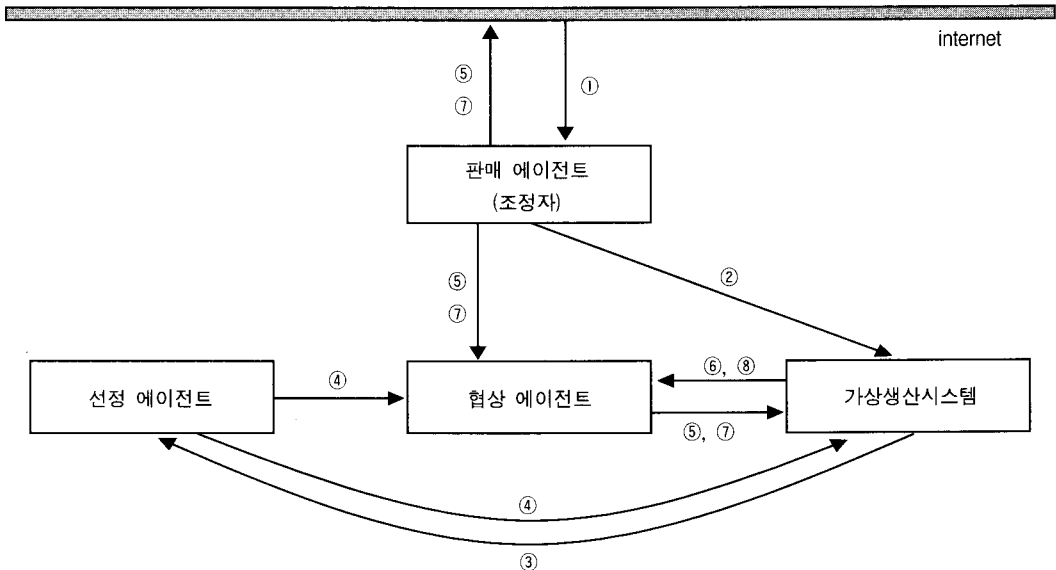 internet
⑤
①
⑦
판매 에이전트
(조정자)
②
⑤
⑦
선정 에이전트
④
협상 에이전트
⑥, ⑧
⑤, ⑦
가상생산시스템
④
③